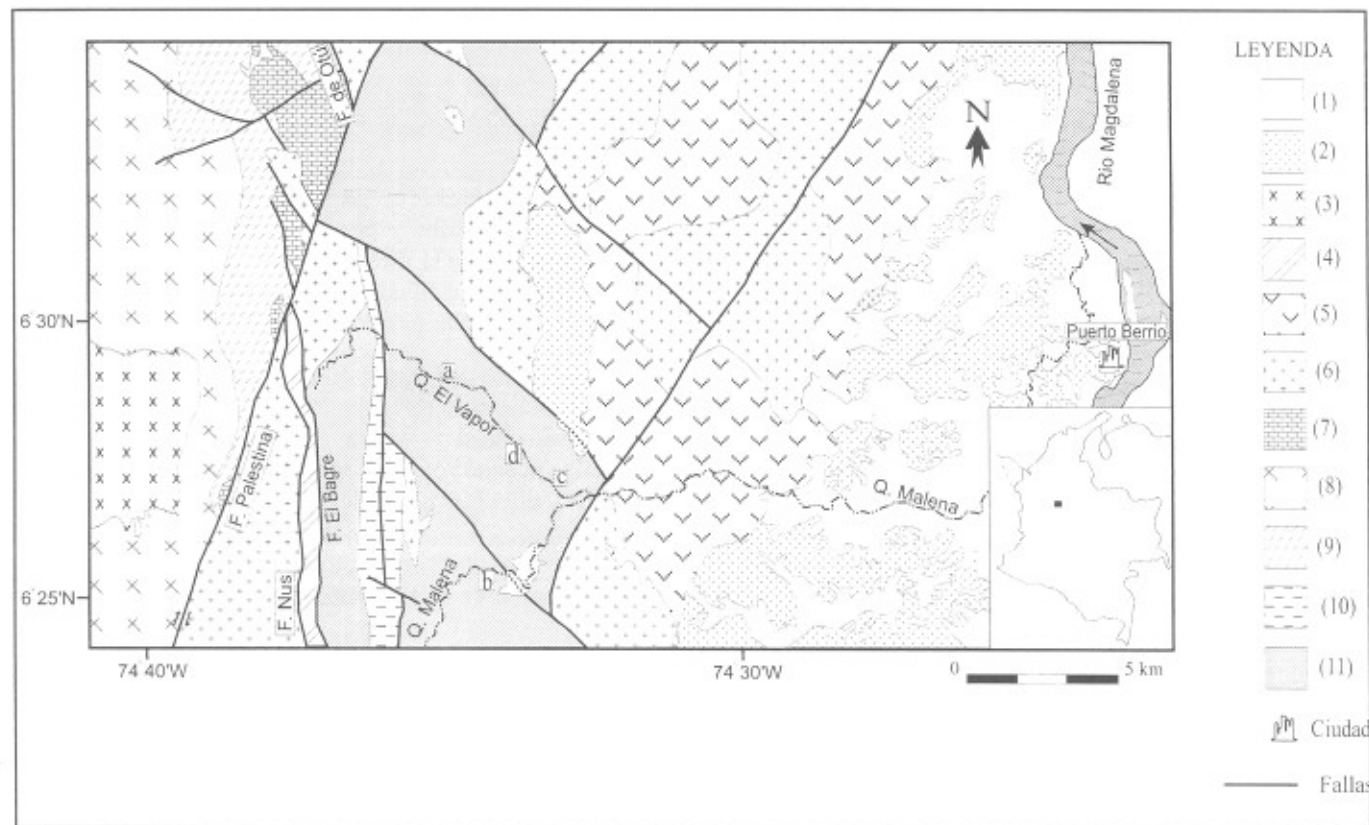 LEYENDA
(1)
(2)
(3)
(4)
(5)
(6)
(7)
(8)
(9)
(10)
(11)
Ciudad
Fallas
F. de Otú
N
Rio Magdalena
6 30'N
Puerto Berrio
a
Q. El Vapor
d
c
F. Palestina
F. El Bagre
Q. Malena
6 25'N
F. Nus
Q. Malena
b
74 40'W
74 30'W
0
5 km